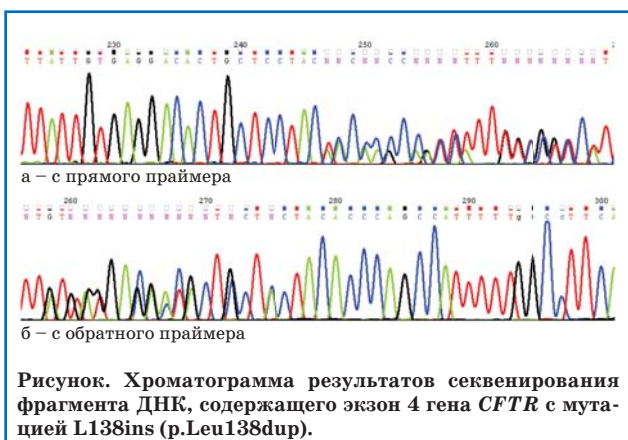 230 240 250 260
T T A T T G T G A G G A C A C T G C T C C T A C N N C N N C C N N N N T T T N N N N N N N N T
а – с прямого праймера
260 270 280 290 300
б – с обратного праймера
Рисунок. Хроматограмма результатов секвенирования
фрагмента ДНК, содержащего экзон 4 гена CFTR с мута-
цией L138ins (p.Leu138dup).